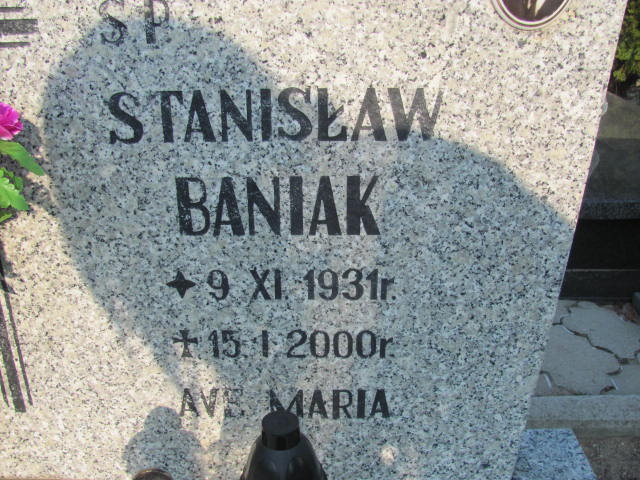 Ś P
STANISŁAW
BANIAK
9 XI. 1931r.
15. I 2000r.
AVE MARIA